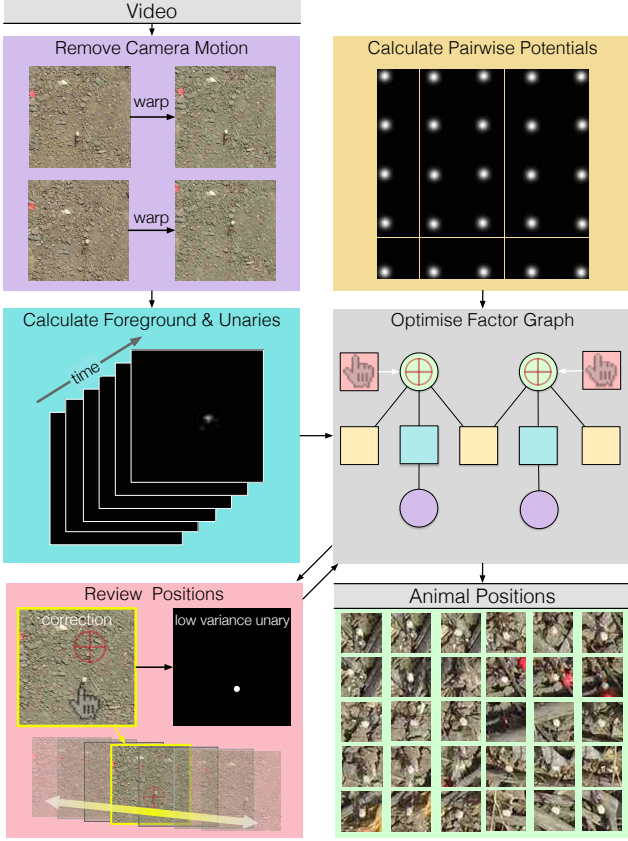 Video
Remove Camera Motion
warp
warp
Calculate Pairwise Potentials
Calculate Foreground & Unaries
time
Optimise Factor Graph
Review Positions
correction
low variance unary
Animal Positions